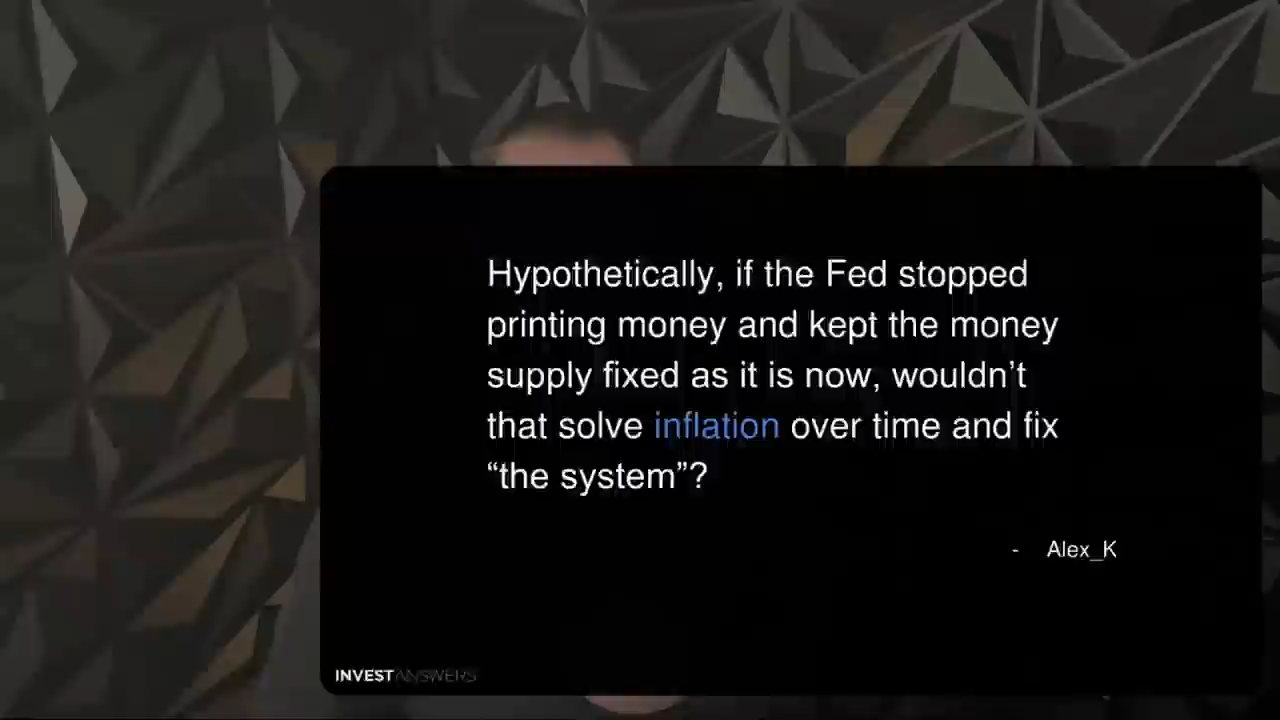 Hypothetically, if the Fed stopped
printing money and kept the money
supply fixed as it is now, wouldn’t
that solve inflation over time and fix
“the system”?
- Alex_K
INVESTANSWERS